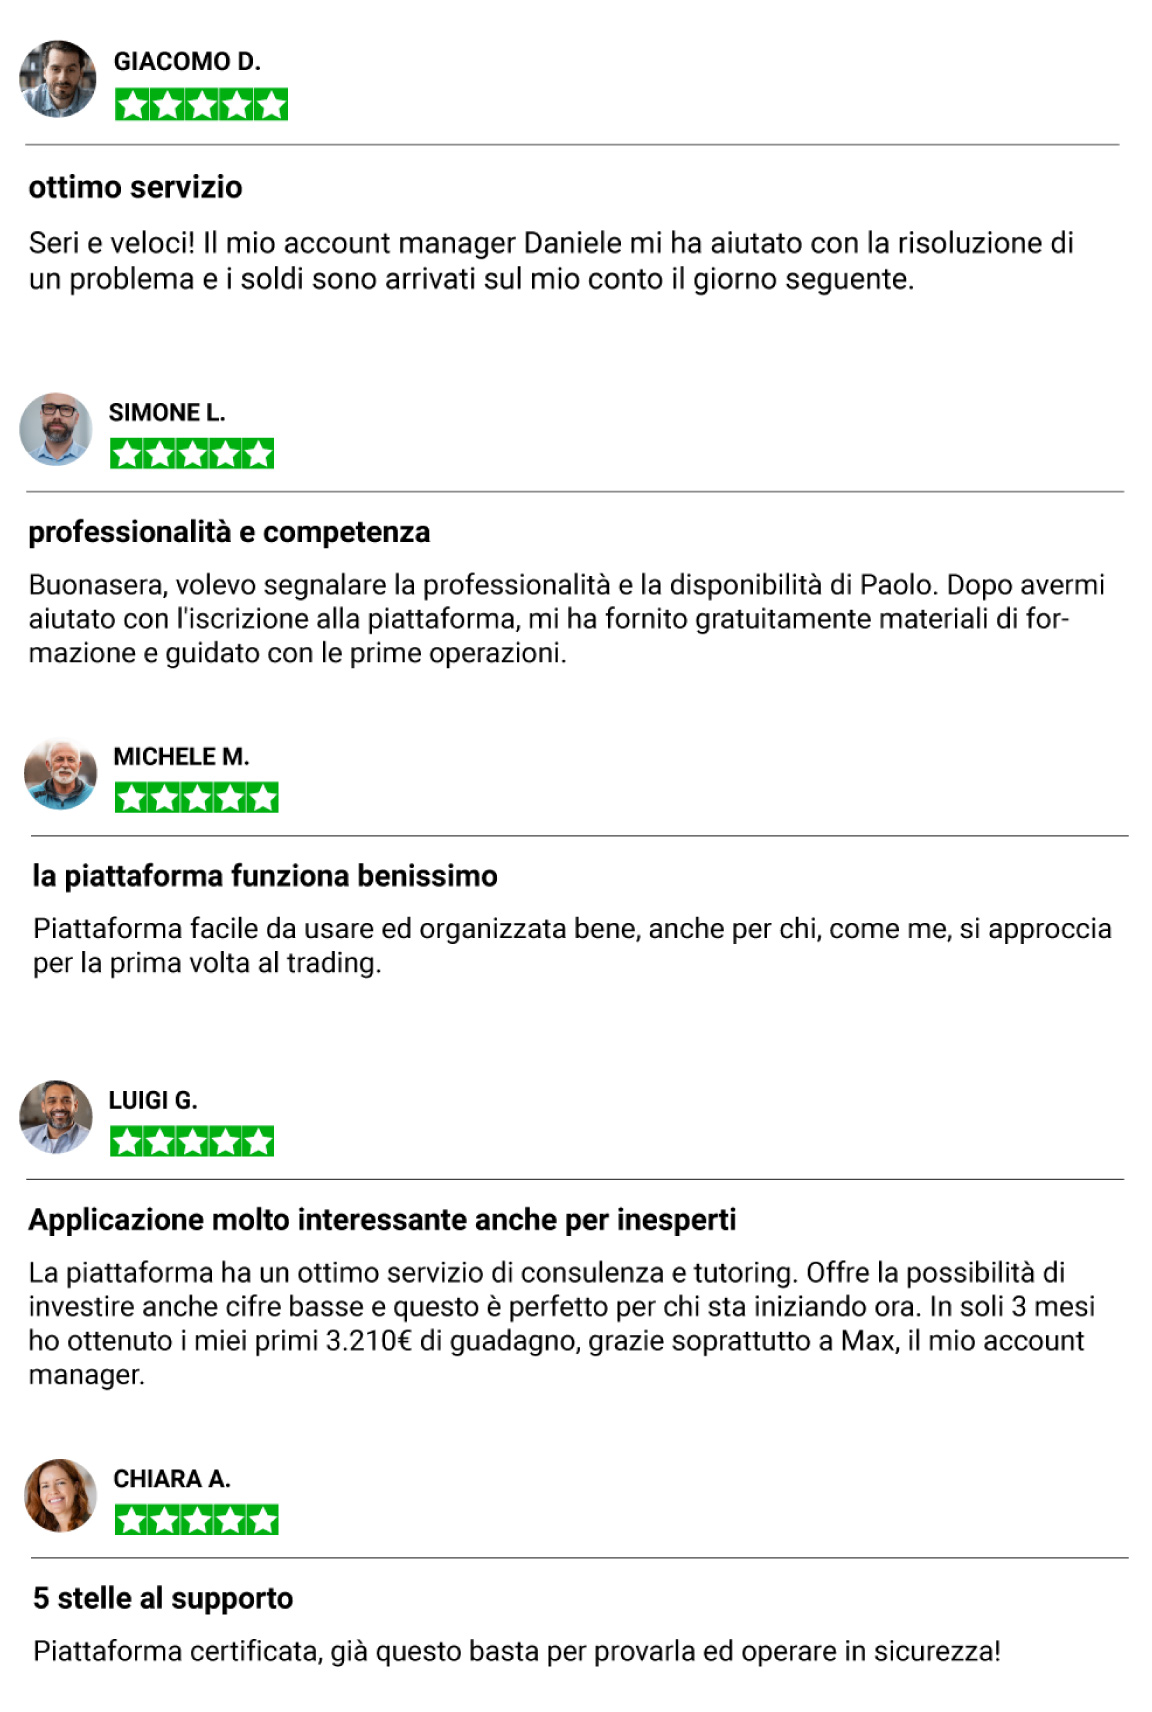 GIACOMO D.
ottimo servizio
Seri e veloci! Il mio account manager Daniele mi ha aiutato con la risoluzione di
un problema e i soldi sono arrivati sul mio conto il giorno seguente.
SIMONE L.
professionalità e competenza
Buonasera, volevo segnalare la professionalità e la disponibilità di Paolo. Dopo avermi
aiutato con l'iscrizione alla piattaforma, mi ha fornito gratuitamente materiali di for-
mazione e guidato con le prime operazioni.
MICHELE M.
la piattaforma funziona benissimo
Piattaforma facile da usare ed organizzata bene, anche per chi, come me, si approccia
per la prima volta al trading.
LUIGI G.
Applicazione molto interessante anche per inesperti
La piattaforma ha un ottimo servizio di consulenza e tutoring. Offre la possibilità di
investire anche cifre basse e questo è perfetto per chi sta iniziando ora. In soli 3 mesi
ho ottenuto i miei primi 3.210€ di guadagno, grazie soprattutto a Max, il mio account
manager.
CHIARA A.
5 stelle al supporto
Piattaforma certificata, già questo basta per provarla ed operare in sicurezza!